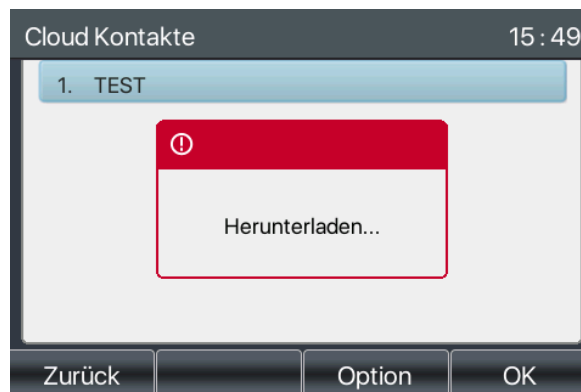 Cloud Kontakte 15:49
1. TEST
Herunterladen...
Zurück Option OK